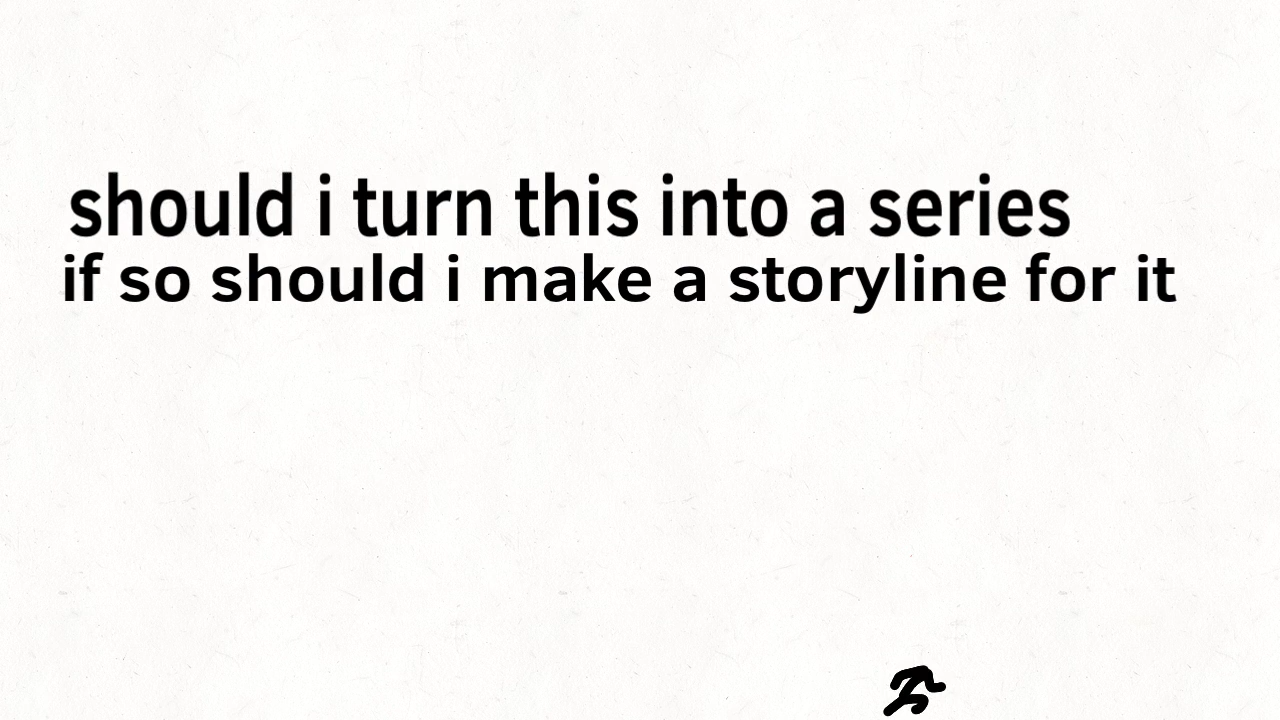 should i turn this into a series
if so should i make a storyline for it